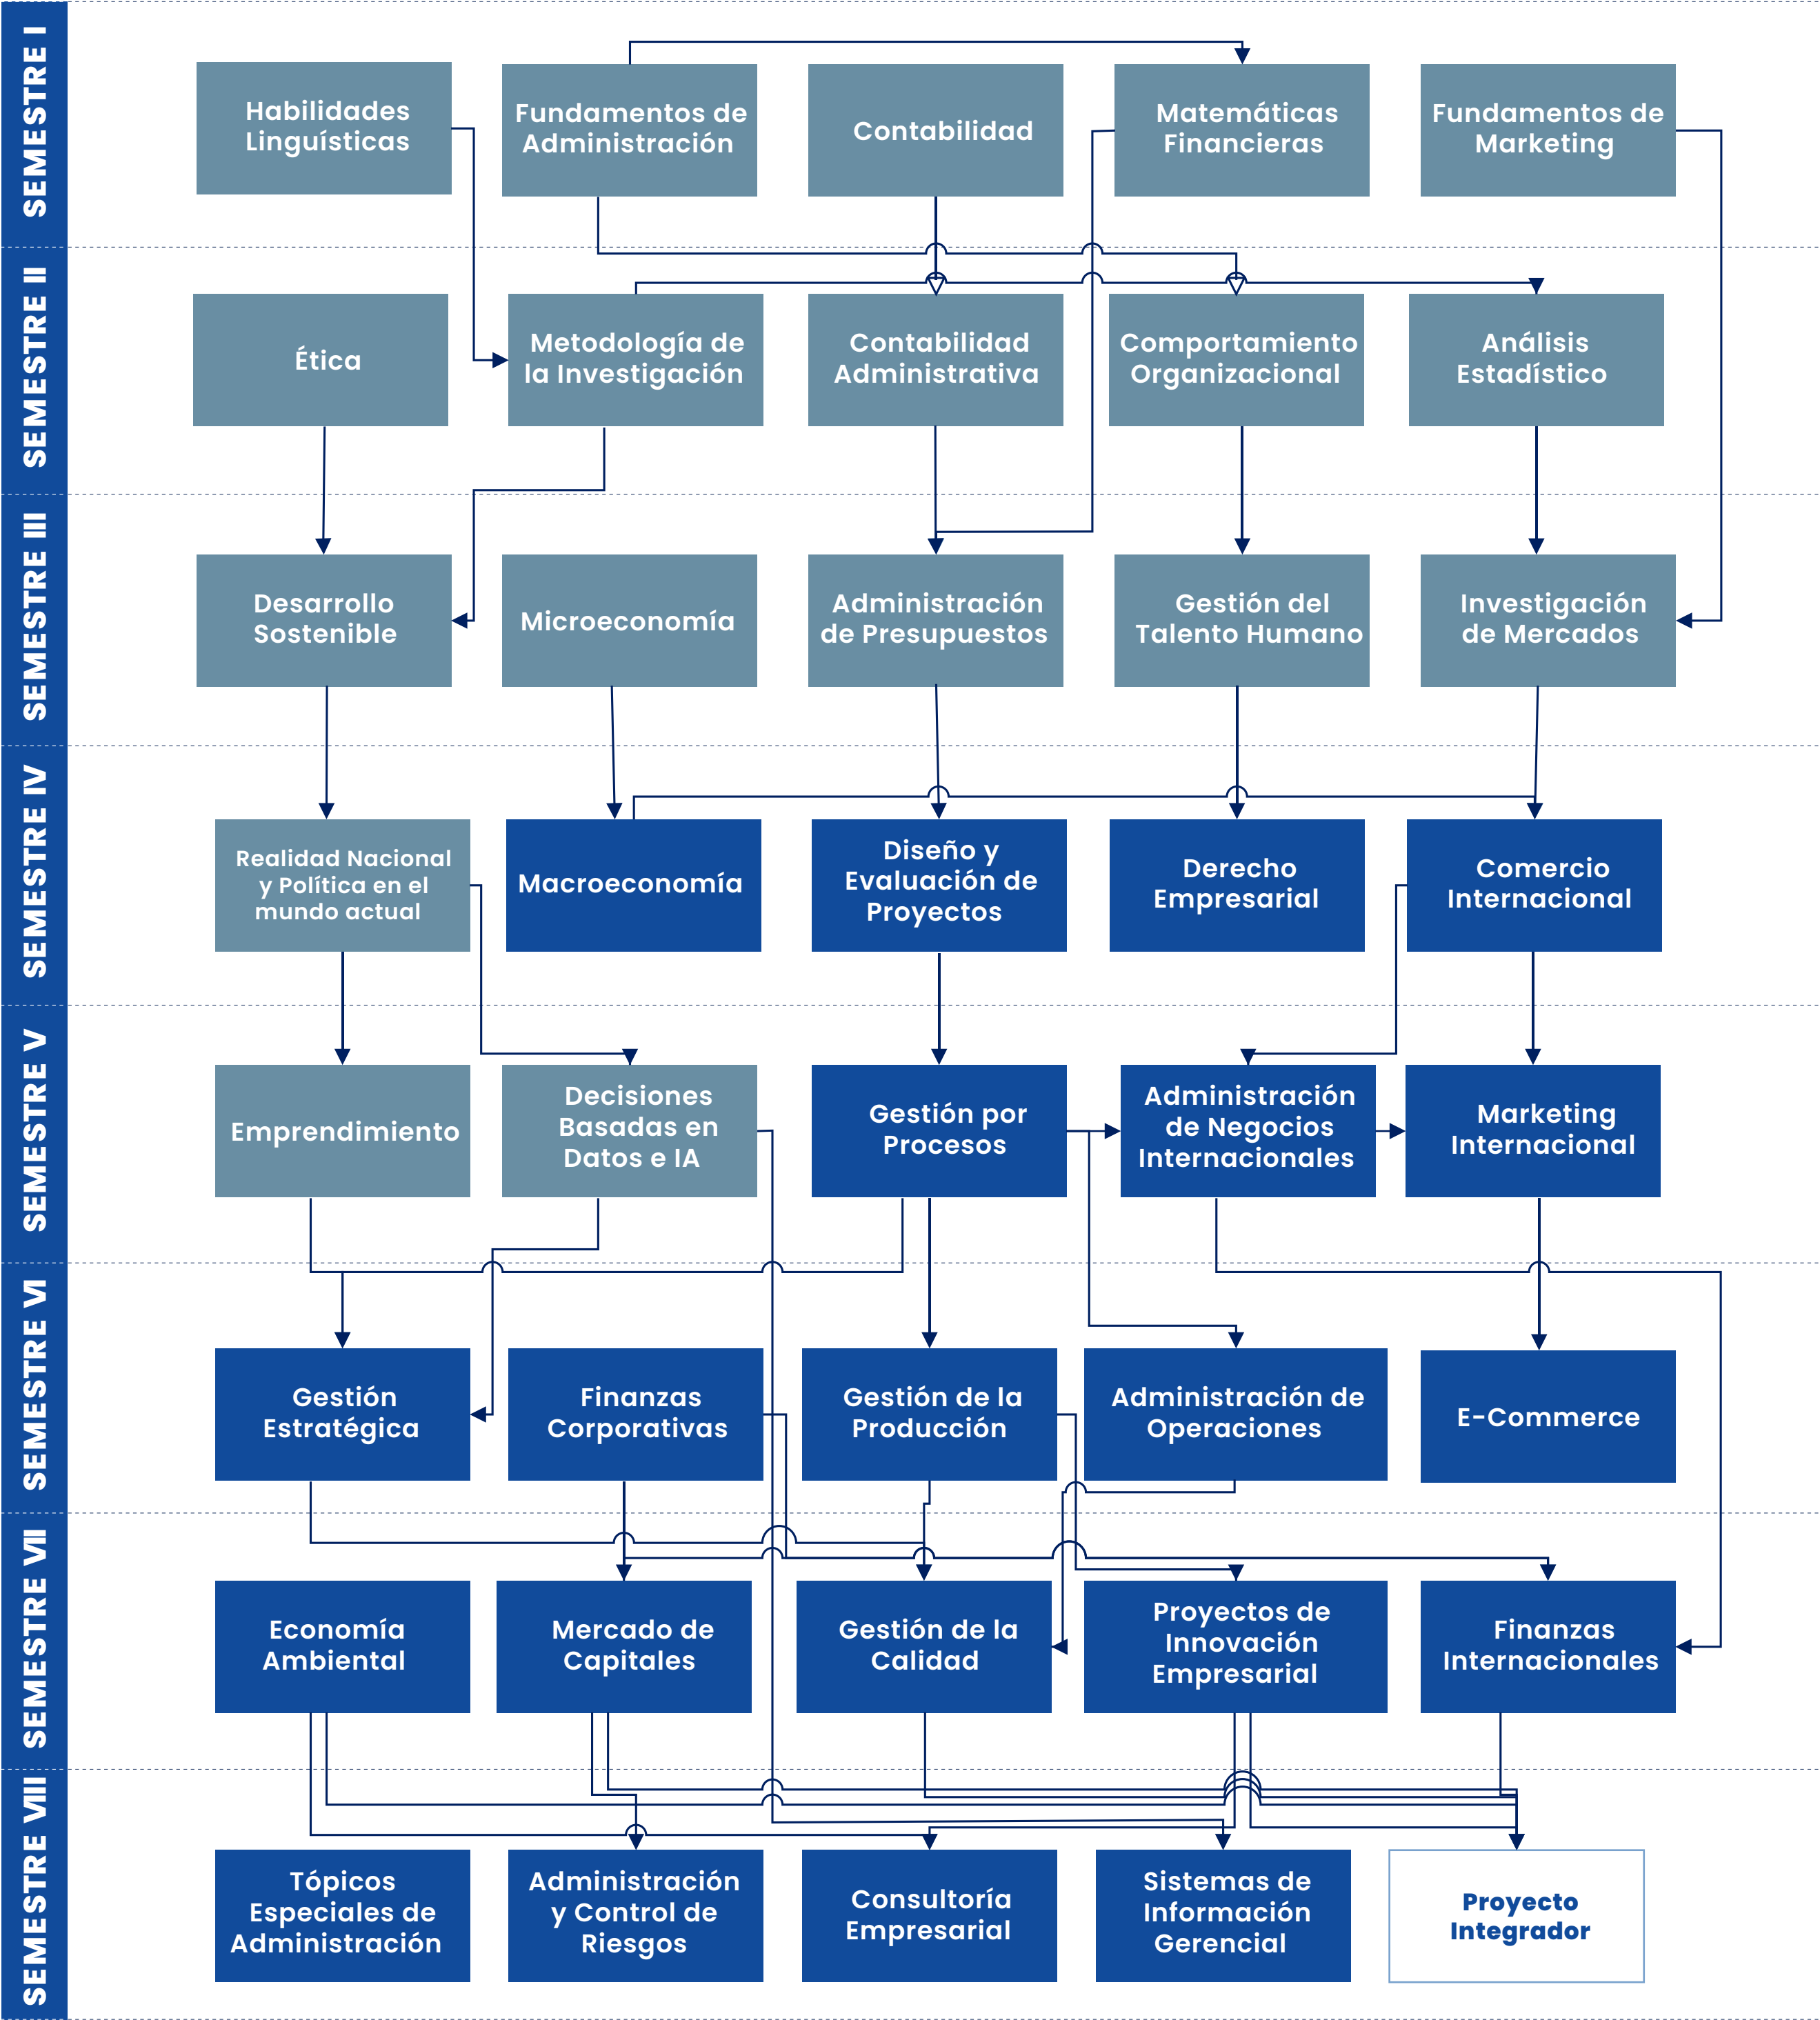 SEMESTRE I
Habilidades
Linguísticas
Fundamentos de
Administración
Contabilidad
Matemáticas
Financieras
Fundamentos de
Marketing
SEMESTRE II
Ética
Metodología de
la Investigación
Contabilidad
Administrativa
Comportamiento
Organizacional
Análisis
Estadístico
SEMESTRE III
Desarrollo
Sostenible
Microeconomía
Administración
de Presupuestos
Gestión del
Talento Humano
Investigación
de Mercados
SEMESTRE IV
Realidad Nacional
y Política en el
mundo actual
Macroeconomía
Diseño y
Evaluación de
Proyectos
Derecho
Empresarial
Comercio
Internacional
SEMESTRE V
Emprendimiento
Decisiones
Basadas en
Datos e IA
Gestión por
Procesos
Administración
de Negocios
Internacionales
Marketing
Internacional
SEMESTRE VI
Gestión
Estratégica
Finanzas
Corporativas
Gestión de la
Producción
Administración de
Operaciones
E-Commerce
SEMESTRE VII
Economía
Ambiental
Mercado de
Capitales
Gestión de la
Calidad
Proyectos de
Innovación
Empresarial
Finanzas
Internacionales
SEMESTRE VIII
Tópicos
Especiales de
Administración
Administración
y Control de
Riesgos
Consultoría
Empresarial
Sistemas de
Información
Gerencial
Proyecto
Integrador